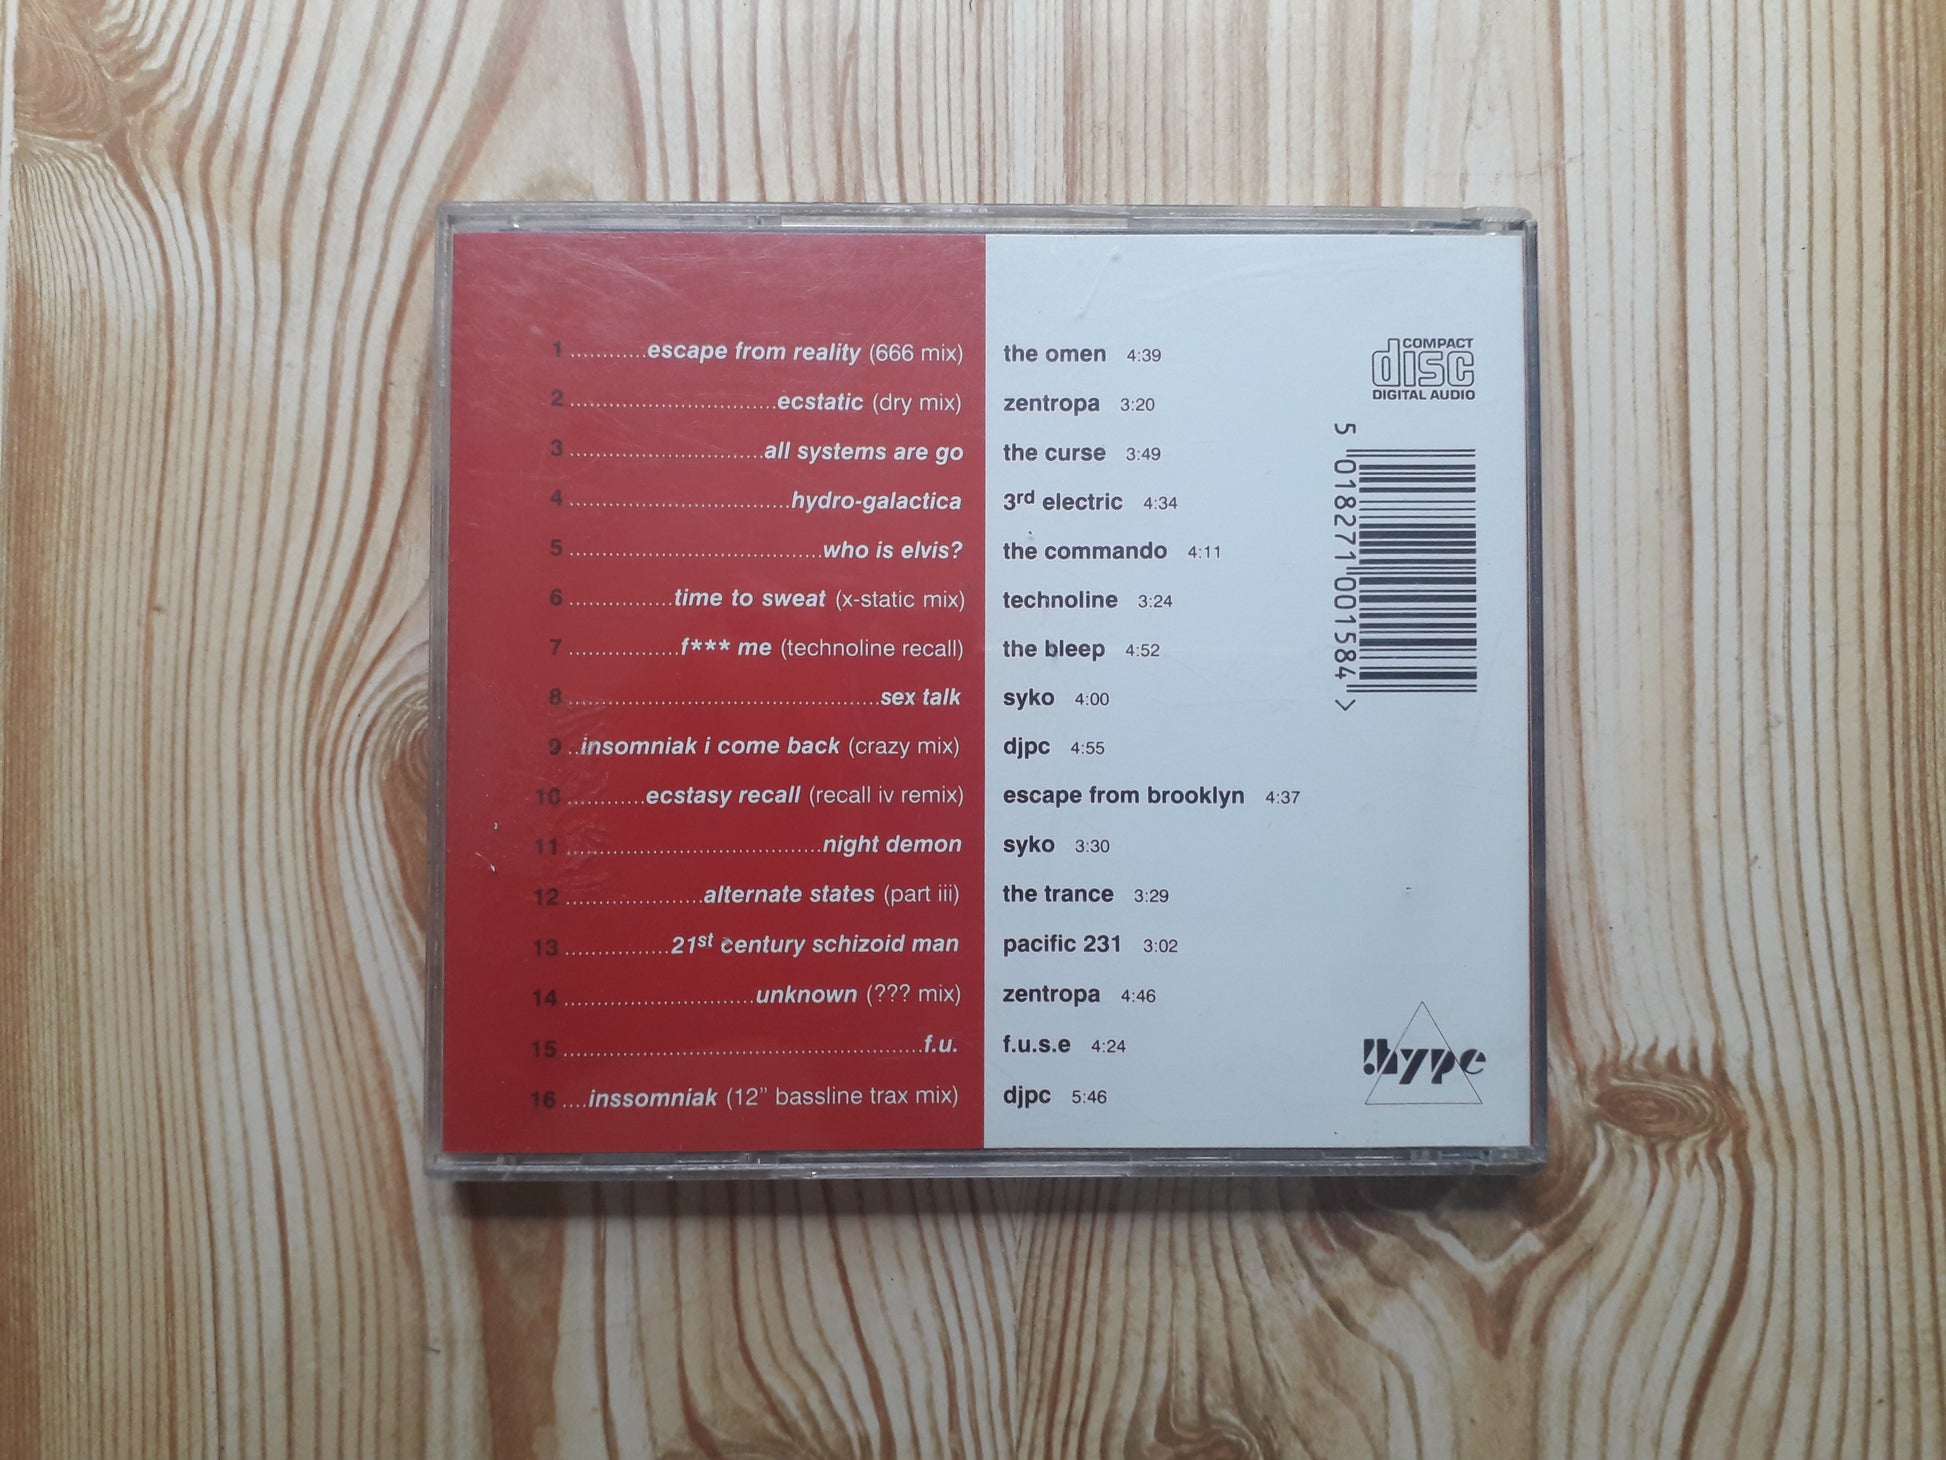 1 ............escape from reality (666 mix) the omen 4:39
2 ................................ecstatic (dry mix) zentropa 3:20
3 ..............................all systems are go the curse 3:49
4 ..................................hydro-galactica 3rd electric 4:34
5 .......................................who is elvis? the commando 4:11
6 ................time to sweat (x-static mix) technoline 3:24
7 .................f*** me (technoline recall) the bleep 4:52
8 ................................................sex talk syko 4:00
9 ..insomniak i come back (crazy mix) djpc 4:55
10 ............ecstasy recall (recall iv remix) escape from brooklyn 4:37
11 .......................................night demon syko 3:30
12 .....................alternate states (part iii) the trance 3:29
13 ................21st century schizoid man pacific 231 3:02
14 .............................unknown (??? mix) zentropa 4:46
15 .......................................................f.u. f.u.s.e 4:24
16 ....inssomniak (12” bassline trax mix) djpc 5:46
COMPACT
disc
DIGITAL AUDIO
5 018271 001584 >
!hype